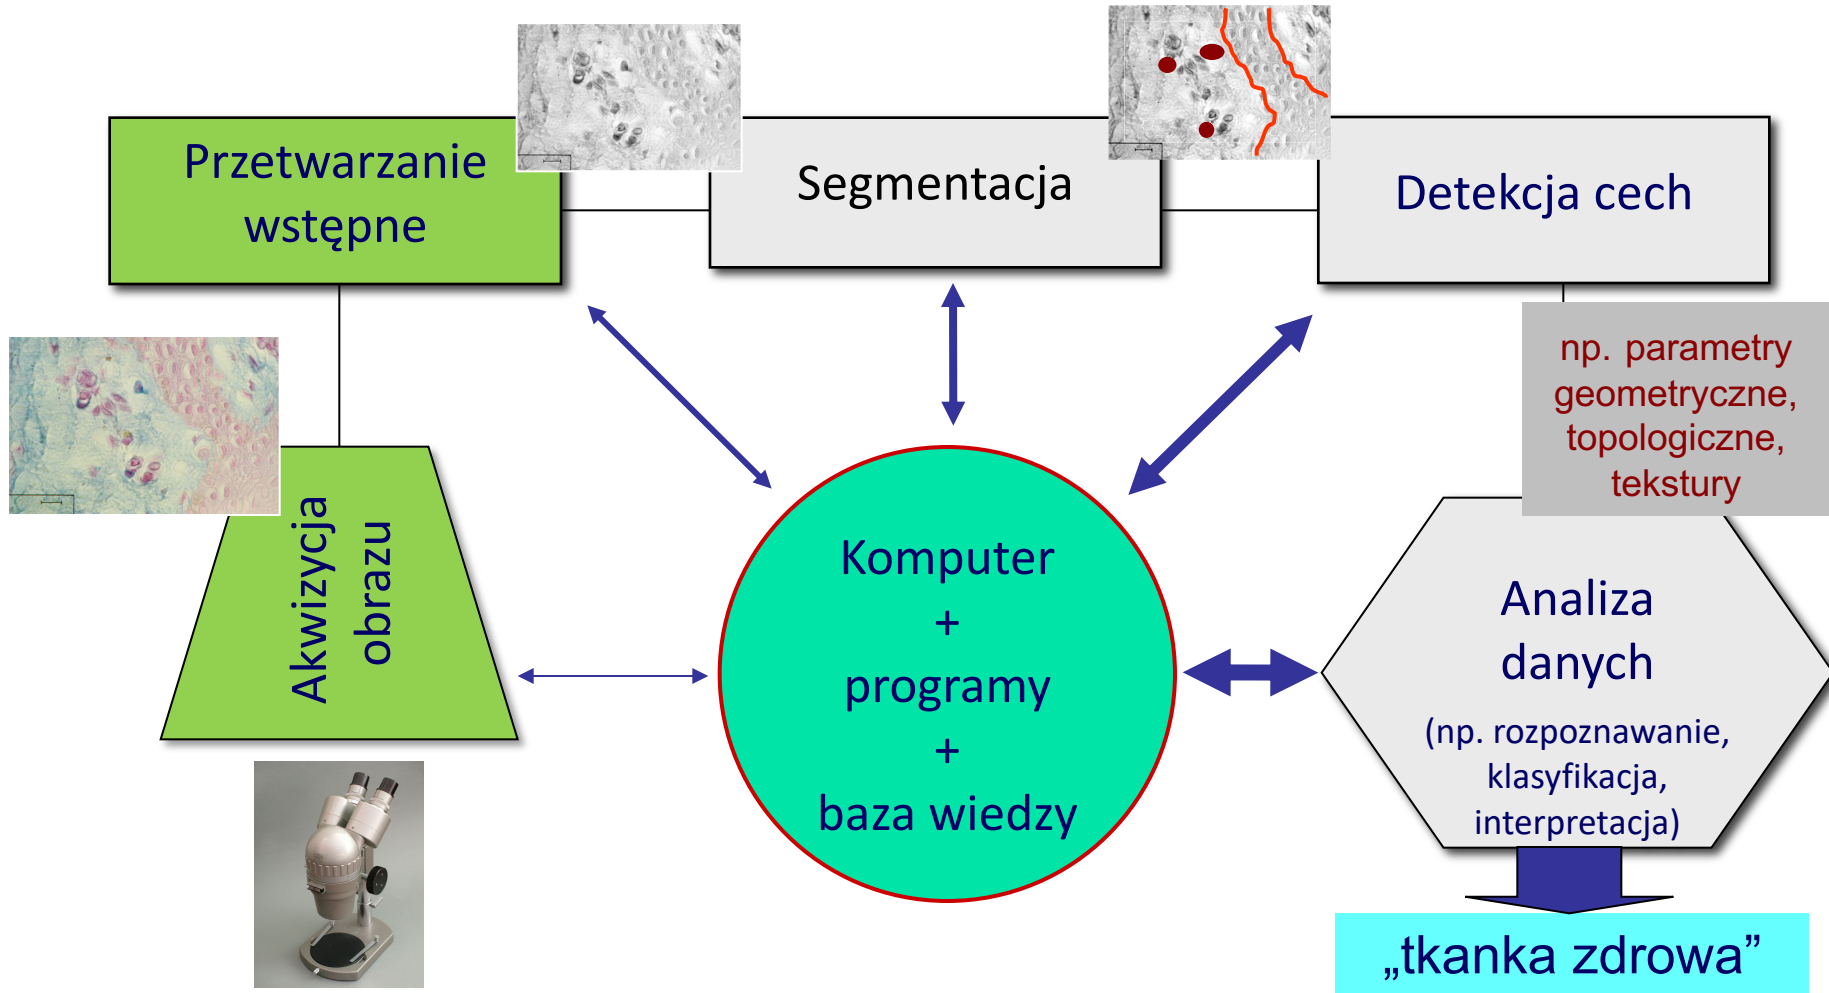 Przetwarzanie
wstępne
Segmentacja
Detekcja cech
np. parametry
geometryczne,
topologiczne,
tekstury
Akwizycja
obrazu
Komputer
+
programy
+
baza wiedzy
Analiza
danych
(np. rozpoznawanie,
klasyfikacja,
interpretacja)
„tkanka zdrowa”